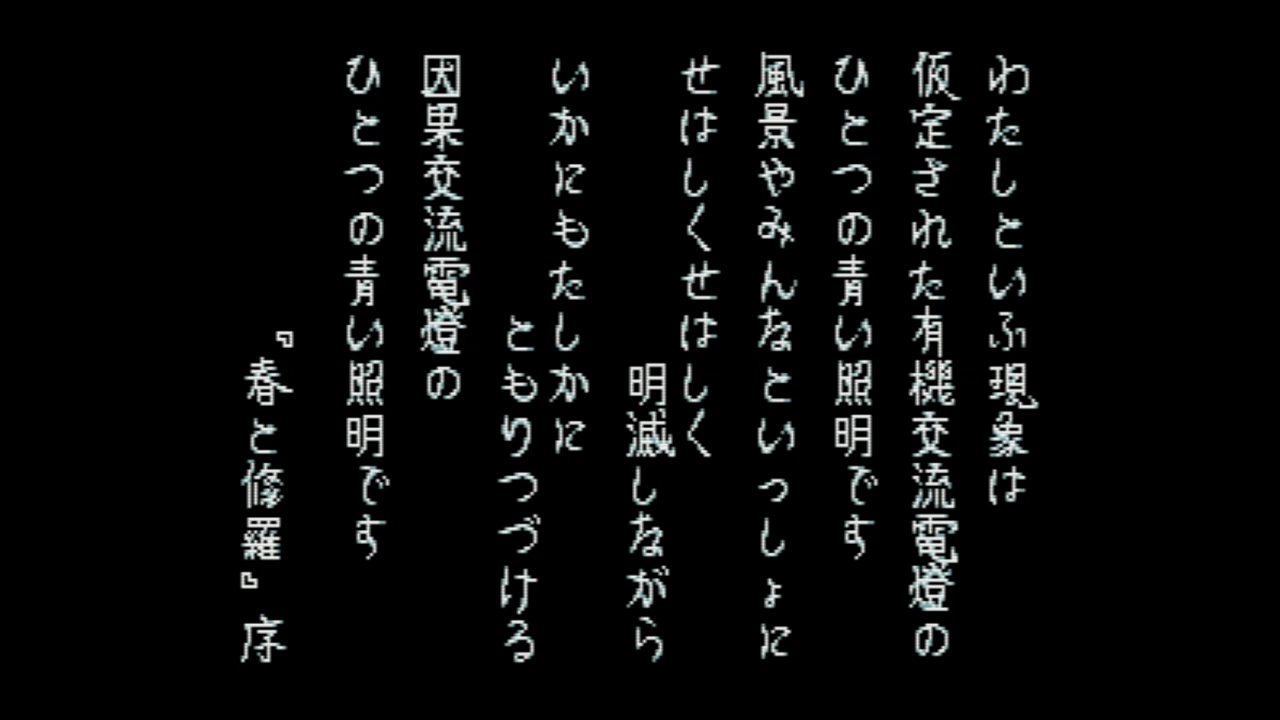 わたしといふ現象は
仮定された有機交流電燈の
ひとつの青い照明です
風景やみんなといっしょに
せはしくせはしく
明滅しながら
いかにもたしかに
ともりつづける
因果交流電燈の
ひとつの青い照明です
『春と修羅』序